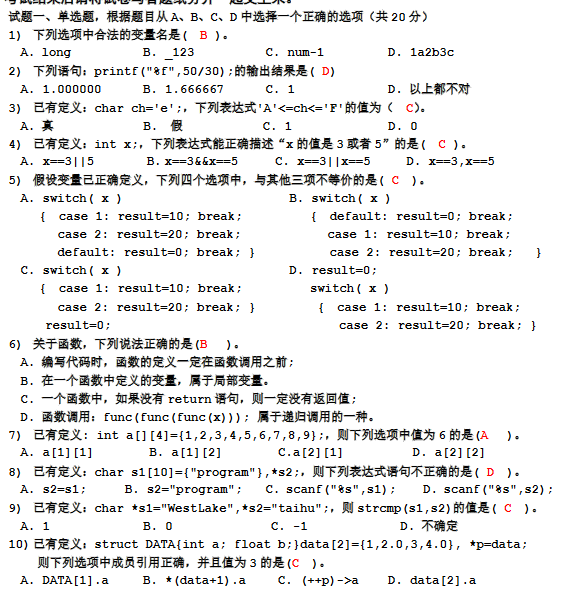 试题一、单选题，根据题目从 A、B、C、D 中选择一个正确的选项（共 20 分）
1) 下列选项中合法的变量名是( B )。
A. long B. _123 C. num-1 D. 1a2b3c
2) 下列语句：printf("%f",50/30);的输出结果是( D)
A. 1.000000 B. 1.666667 C. 1 D. 以上都不对
3) 已有定义：char ch='e';，下列表达式'A'<=ch<='F'的值为（ C）。
A. 真 B. 假 C. 1 D. 0
4) 已有定义：int x;，下列表达式能正确描述“x 的值是 3 或者 5”的是( C )。
A. x==3||5 B. x==3&&x==5 C. x==3||x==5 D. x==3,x==5
5) 假设变量已正确定义，下列四个选项中，与其他三项不等价的是( C )。
A. switch( x ) B. switch( x )
{ case 1: result=10; break; { default: result=0; break;
case 2: result=20; break; case 1: result=10; break;
default: result=0; break; } case 2: result=20; break; }
C. switch( x ) D. result=0;
{ case 1: result=10; break; switch( x )
case 2: result=20; break; } { case 1: result=10; break;
result=0; case 2: result=20; break; }
6) 关于函数，下列说法正确的是(B )。
A. 编写代码时，函数的定义一定在函数调用之前；
B. 在一个函数中定义的变量，属于局部变量。
C. 一个函数中，如果没有 return 语句，则一定没有返回值；
D. 函数调用：func(func(func(x)))；属于递归调用的一种。
7) 已有定义：int a[][4]={1,2,3,4,5,6,7,8,9};，则下列选项中值为 6 的是(A )。
A. a[1][1] B. a[1][2] C.a[2][1] D. a[2][2]
8) 已有定义：char s1[10]={"program"},*s2;，则下列表达式语句不正确的是( D )。
A. s2=s1; B. s2="program"; C. scanf("%s",s1); D. scanf("%s",s2);
9) 已有定义：char *s1="WestLake",*s2="taihu";，则 strcmp(s1,s2)的值是( C )。
A. 1 B. 0 C. -1 D. 不确定
10) 已有定义：struct DATA{int a; float b;}data[2]={1,2.0,3,4.0}, *p=data;
则下列选项中成员引用正确，并且值为 3 的是(C )。
A. DATA[1].a B. *(data+1).a C. (++p)->a D. data[2].a